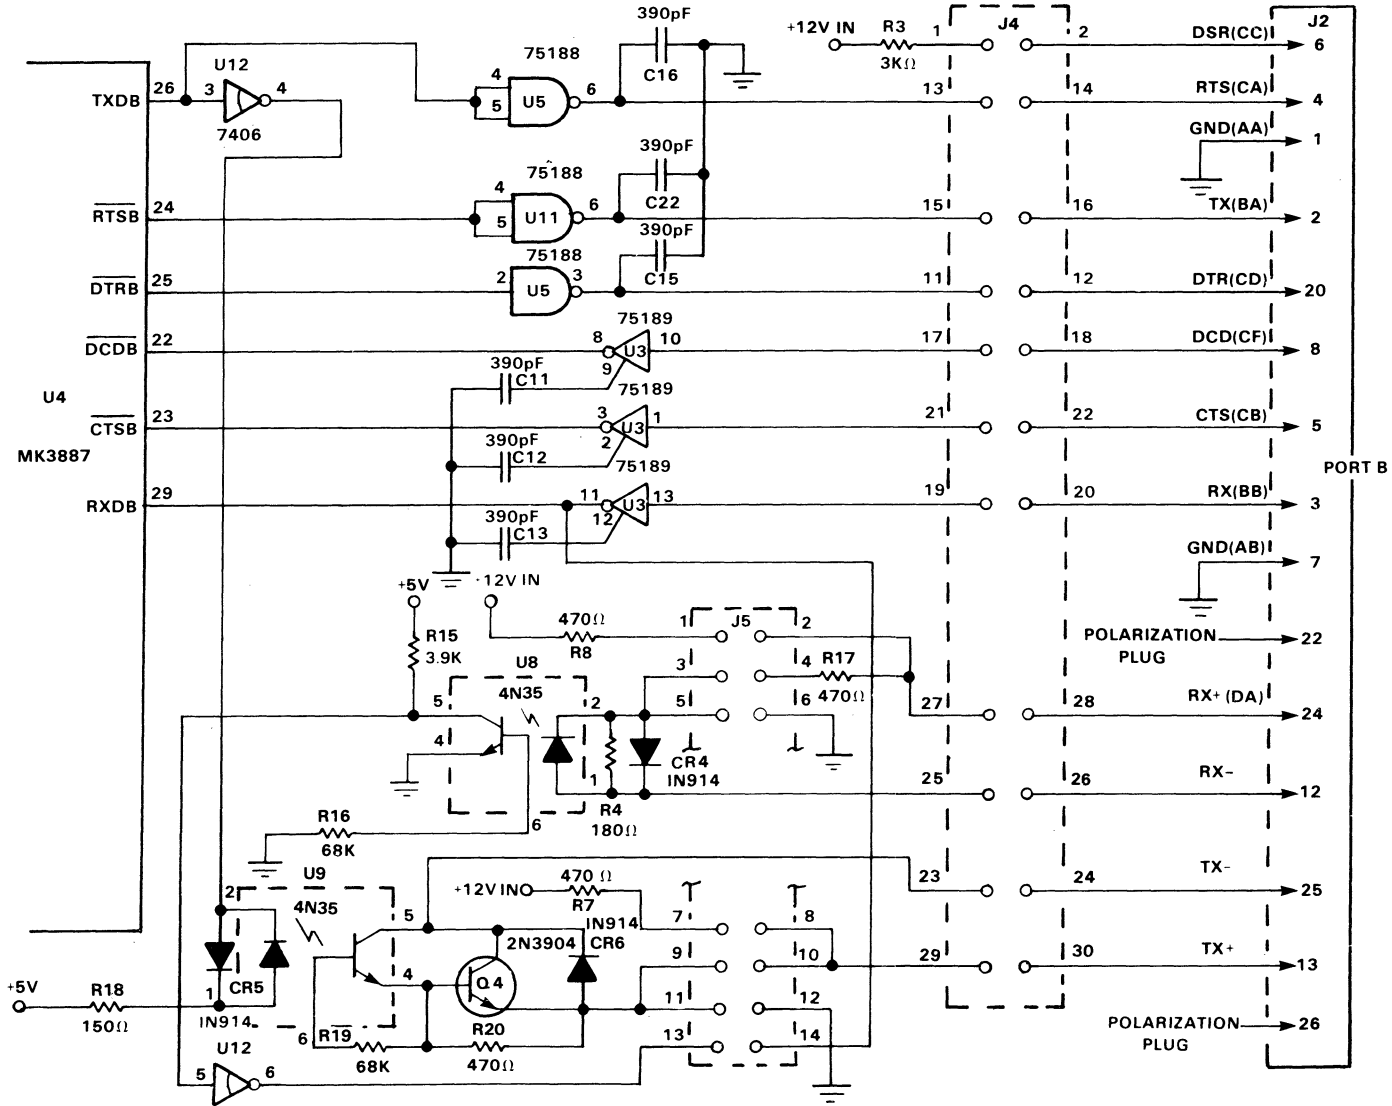 390pF
+12V IN
R3
1
J4
2
DSR(CC)
J2
6
U12
75188
C16
3KΩ
TXDB
26
3
4
4
5
U5
6
13
14
RTS(CA)
4
7406
GND(AA)
1
390pF
75188
RTSB
24
4
5
U11
6
C22
15
16
TX(BA)
2
390pF
75188
DTRB
25
2
U5
3
C15
11
12
DTR(CD)
20
75189
DCDB
22
8
U3
10
9
17
18
DCD(CF)
8
390pF
C11
75189
U4
CTSB
23
3
U3
1
2
21
22
CTS(CB)
5
MK3887
390pF
C12
75189
PORT B
RXDB
29
11
U3
13
12
19
20
RX(BB)
3
390pF
C13
GND(AB)
7
+5V
-12V IN
470Ω
R8
1
J5
2
R15
3.9K
POLARIZATION
PLUG
22
U8
4N35
3
4
R17
470Ω
5
2
5
6
27
28
RX+(DA)
24
4
1
CR4
IN914
R4
180Ω
25
26
RX-
12
R16
68K
6
U9
+12V IN
470 Ω
R7
23
24
TX-
25
2
4N35
5
IN914
CR6
7
8
2N3904
9
10
29
30
TX+
13
CR5
4
Q4
+5V
R18
150Ω
1
IN914
11
12
POLARIZATION
PLUG
26
6
R19
68K
R20
470Ω
13
14
U12
5
6